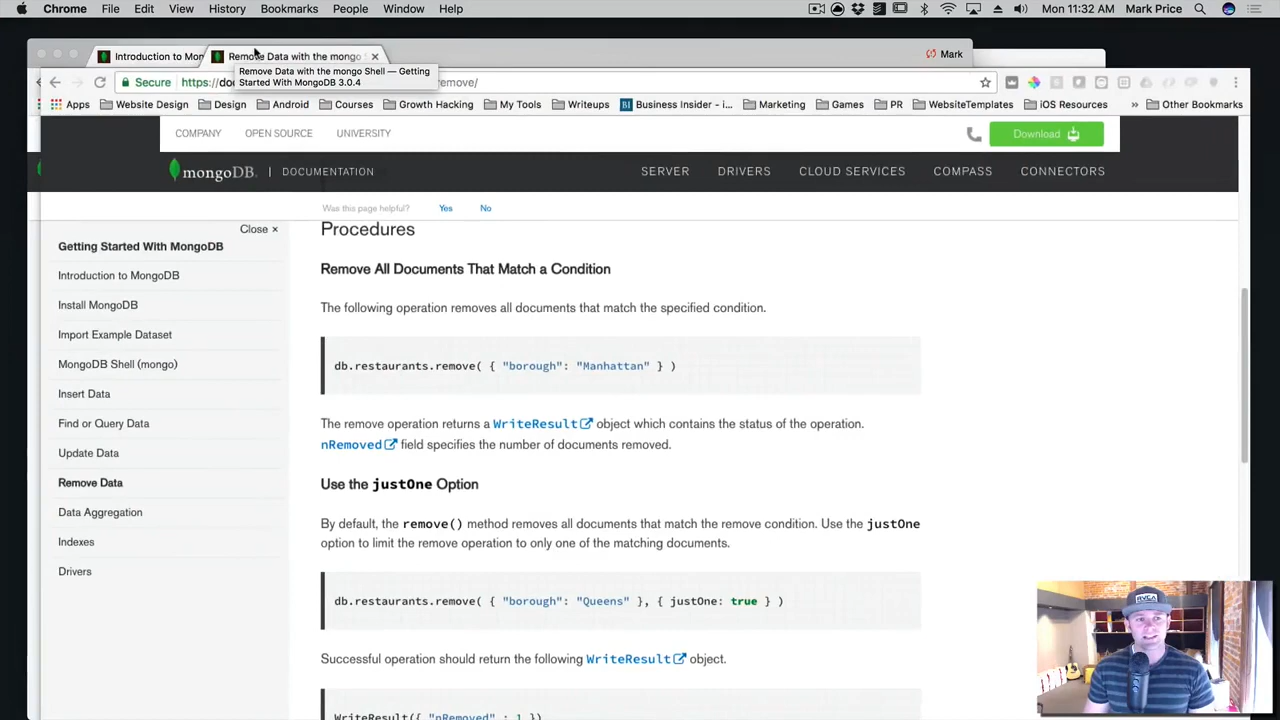 Chrome File Edit View History Bookmarks People Window Help Mon 11:32 AM Mark Price
Introduction to Mon Remove Data with the mongo Mark
Remove Data with the mongo Shell — Getting
Started With MongoDB 3.0.4
Secure https://do remove/
Apps Website Design Design Android Courses Growth Hacking My Tools Writeups BI Business Insider - i... Marketing Games PR WebsiteTemplates iOS Resources » Other Bookmarks
COMPANY OPEN SOURCE UNIVERSITY Download
mongoDB. | DOCUMENTATION SERVER DRIVERS CLOUD SERVICES COMPASS CONNECTORS
Was this page helpful? Yes No
Close ×
Getting Started With MongoDB
Introduction to MongoDB
Install MongoDB
Import Example Dataset
MongoDB Shell (mongo)
Insert Data
Find or Query Data
Update Data
Remove Data
Data Aggregation
Indexes
Drivers
Procedures
Remove All Documents That Match a Condition
The following operation removes all documents that match the specified condition.
db.restaurants.remove( { "borough": "Manhattan" } )
The remove operation returns a WriteResult object which contains the status of the operation.
nRemoved field specifies the number of documents removed.
Use the justOne Option
By default, the remove() method removes all documents that match the remove condition. Use the justOne
option to limit the remove operation to only one of the matching documents.
db.restaurants.remove( { "borough": "Queens" }, { justOne: true } )
Successful operation should return the following WriteResult object.
WriteResult({ "nRemoved" : 1 })
RVCA